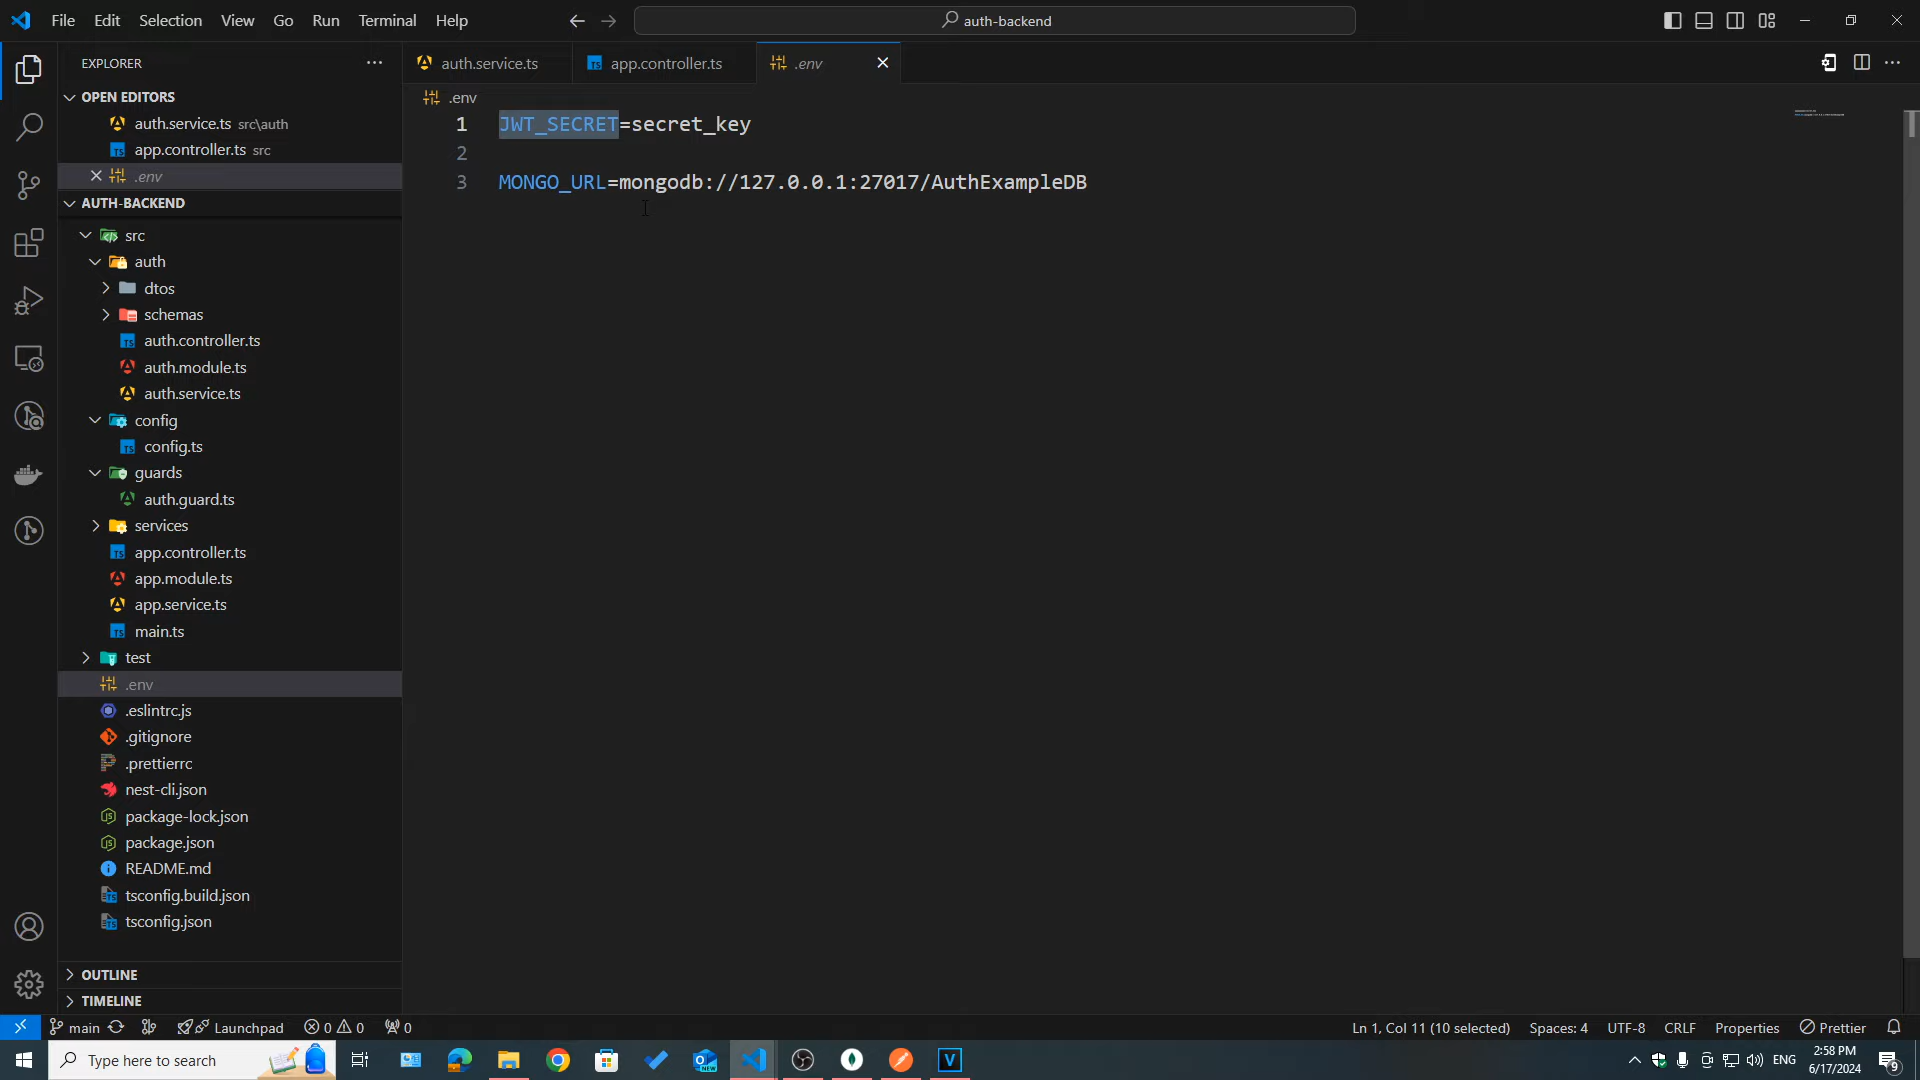 File Edit Selection View Go Run Terminal Help
auth-backend
EXPLORER
OPEN EDITORS
auth.service.ts src\auth
app.controller.ts src
.env
AUTH-BACKEND
src
auth
dtos
schemas
auth.controller.ts
auth.module.ts
auth.service.ts
config
config.ts
guards
auth.guard.ts
services
app.controller.ts
app.module.ts
app.service.ts
main.ts
test
.env
.eslintrc.js
.gitignore
.prettierrc
nest-cli.json
package-lock.json
package.json
README.md
tsconfig.build.json
tsconfig.json
OUTLINE
TIMELINE
auth.service.ts app.controller.ts .env
.env
1 JWT_SECRET=secret_key
2
3 MONGO_URL=mongodb://127.0.0.1:27017/AuthExampleDB
main Launchpad 0 0 0
Ln 1, Col 11 (10 selected) Spaces: 4 UTF-8 CRLF Properties Prettier
Type here to search
ENG
2:58 PM
6/17/2024
9